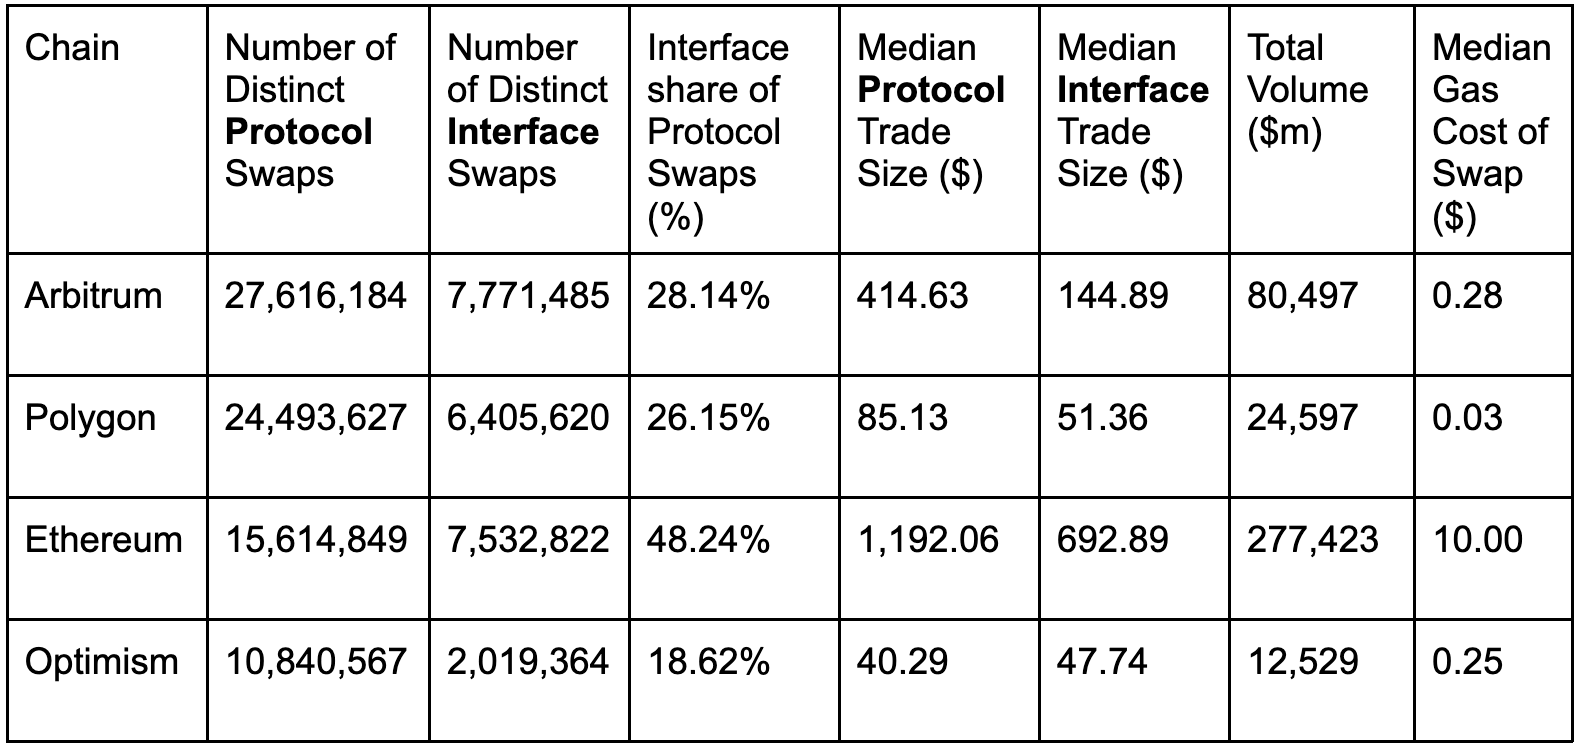 Chain
Number of
Distinct
Protocol
Swaps
Number
of Distinct
Interface
Swaps
Interface
share of
Protocol
Swaps
(%)
Median
Protocol
Trade
Size ($)
Median
Interface
Trade
Size ($)
Total
Volume
($m)
Median
Gas
Cost of
Swap
($)
Arbitrum 27,616,184 7,771,485 28.14% 414.63 144.89 80,497 0.28
Polygon 24,493,627 6,405,620 26.15% 85.13 51.36 24,597 0.03
Ethereum 15,614,849 7,532,822 48.24% 1,192.06 692.89 277,423 10.00
Optimism 10,840,567 2,019,364 18.62% 40.29 47.74 12,529 0.25